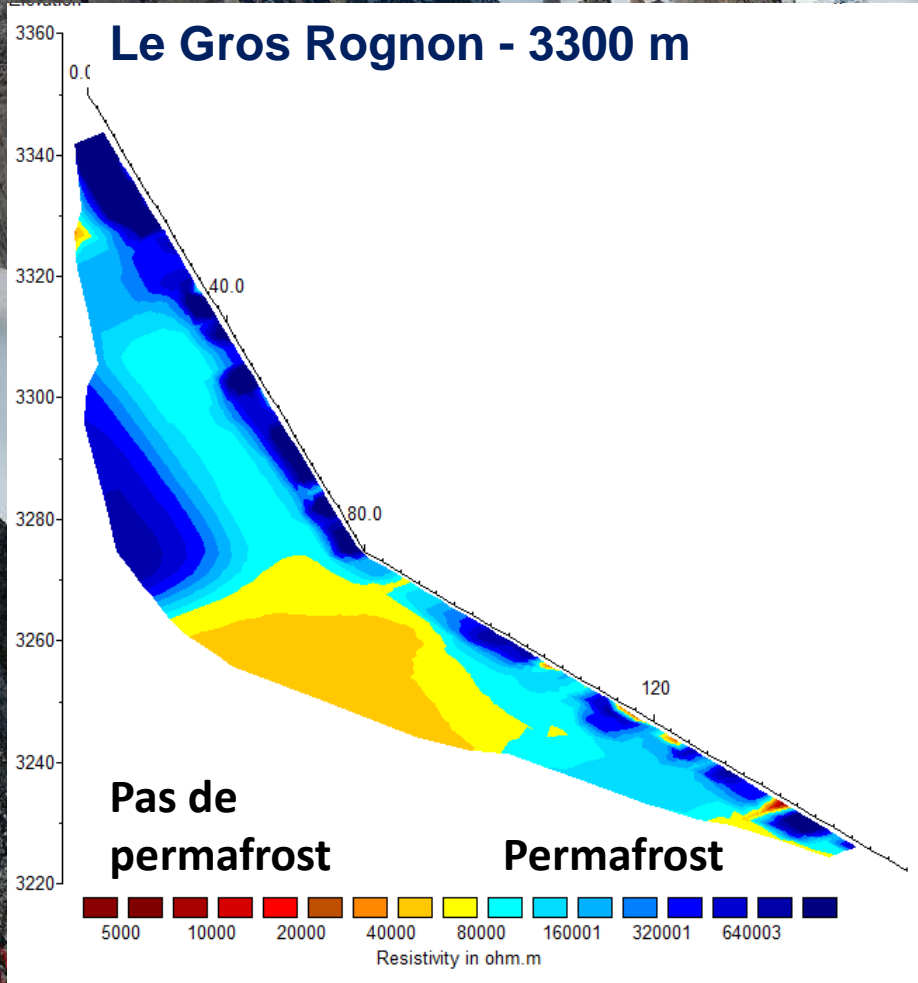 Elevation
Le Gros Rognon - 3300 m
3360
0.0
3340
3320
40.0
3300
3280
80.0
3260
120
3240
Pas de
permafrost
Permafrost
3220
5000 10000 20000 40000 80000 160001 320001 640003
Resistivity in ohm.m